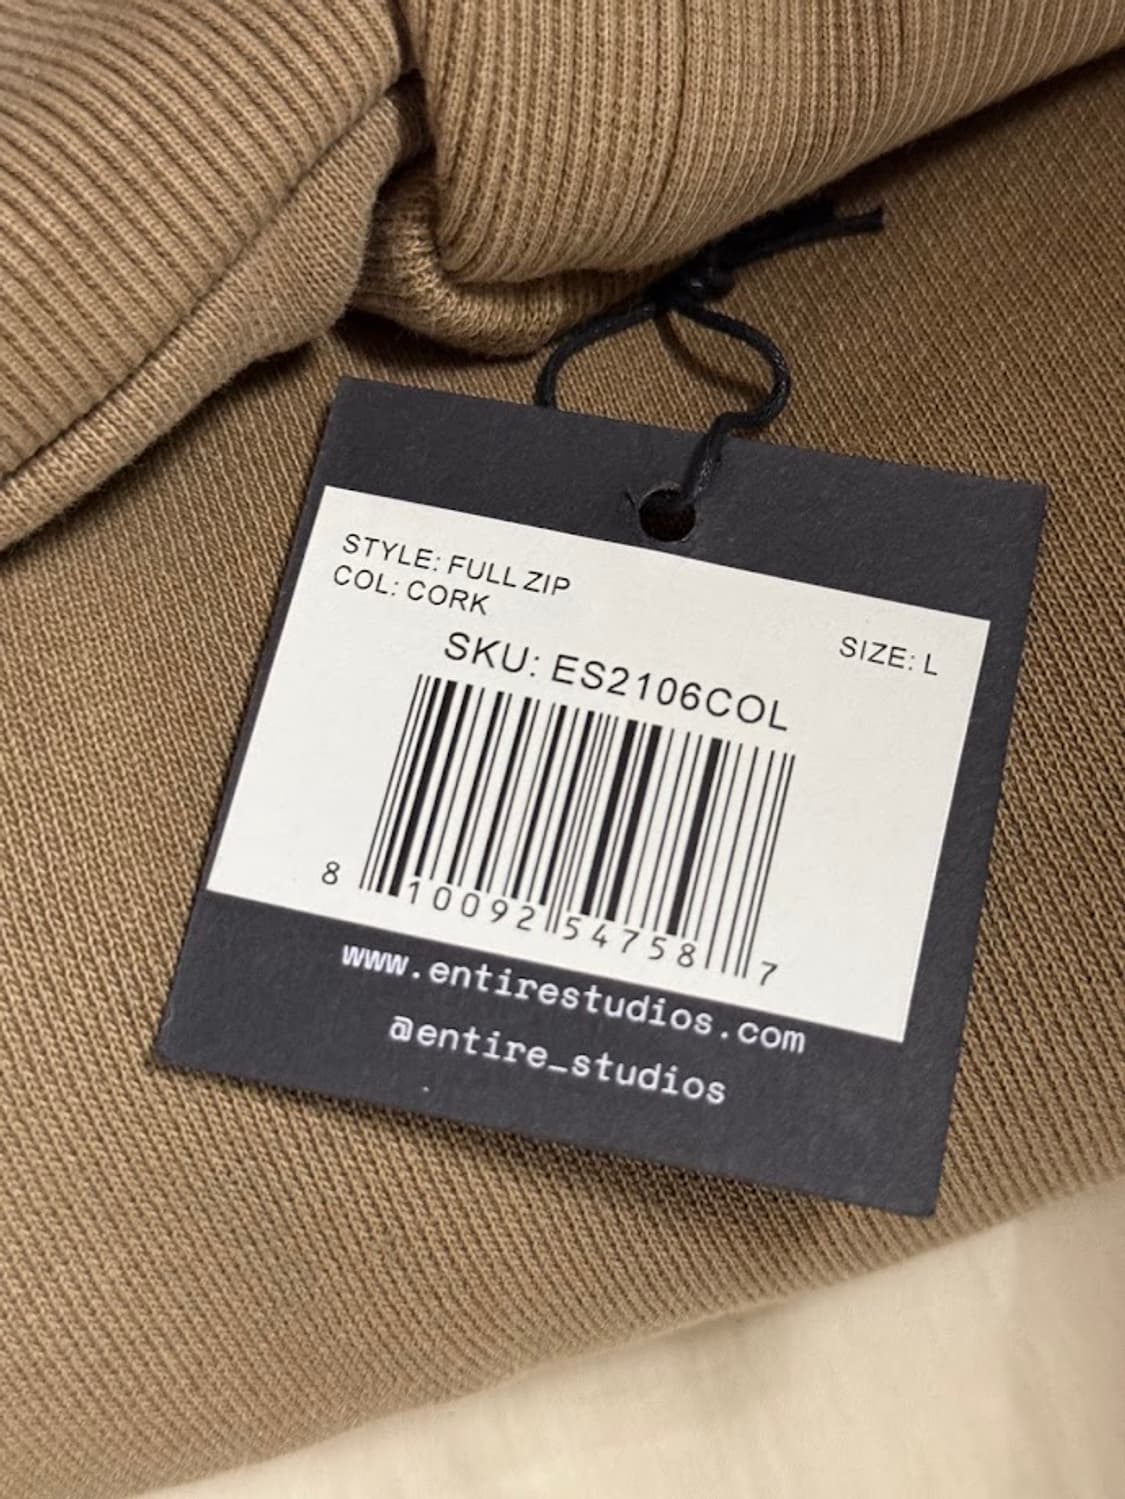 STYLE: FULL ZIP
COL: CORK
SIZE: L
SKU: ES2106COL
8 10092 54758 7
www.entirestudios.com
@entire_studios